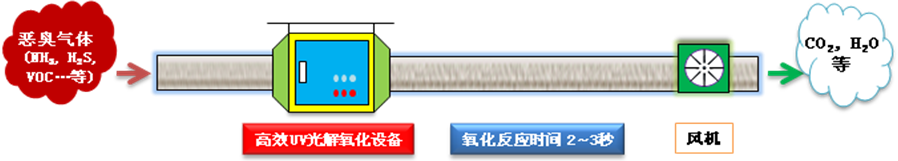 恶臭气体
(NH₃, H₂S,
VOC…等)
高效UV光解氧化设备
氧化反应时间 2~3秒
风机
CO₂, H₂O
等